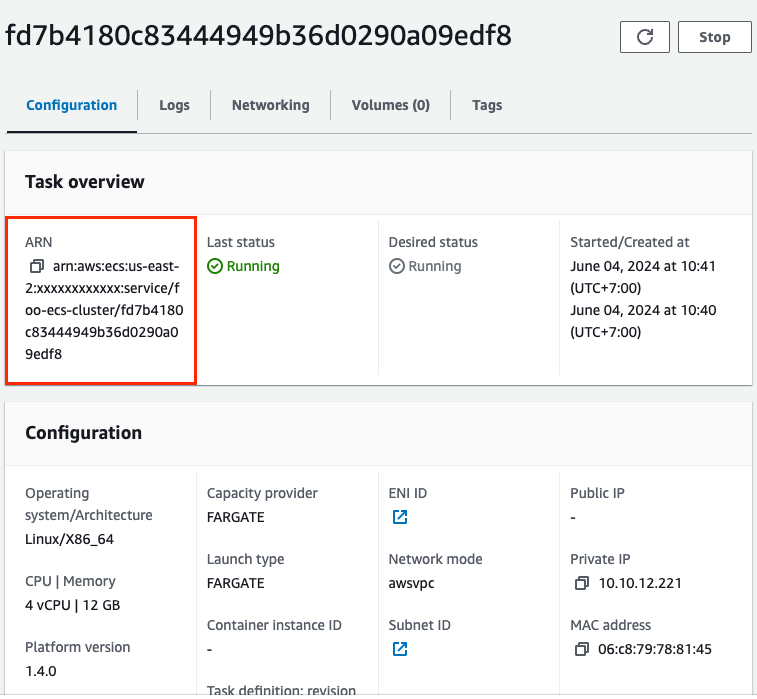 fd7b4180c83444949b36d0290a09edf8
Stop
Configuration
Logs
Networking
Volumes (0)
Tags
Task overview
ARN
arn:aws:ecs:us-east-
2:xxxxxxxxxxxx:service/f
oo-ecs-cluster/fd7b4180
c83444949b36d0290a0
9edf8
Last status
Running
Desired status
Running
Started/Created at
June 04, 2024 at 10:41
(UTC+7:00)
June 04, 2024 at 10:40
(UTC+7:00)
Configuration
Operating
system/Architecture
Linux/X86_64
CPU | Memory
4 vCPU | 12 GB
Platform version
1.4.0
Capacity provider
FARGATE
Launch type
FARGATE
Container instance ID
-
Task definition: revision
ENI ID
Network mode
awsvpc
Subnet ID
Public IP
-
Private IP
10.10.12.221
MAC address
06:c8:79:78:81:45